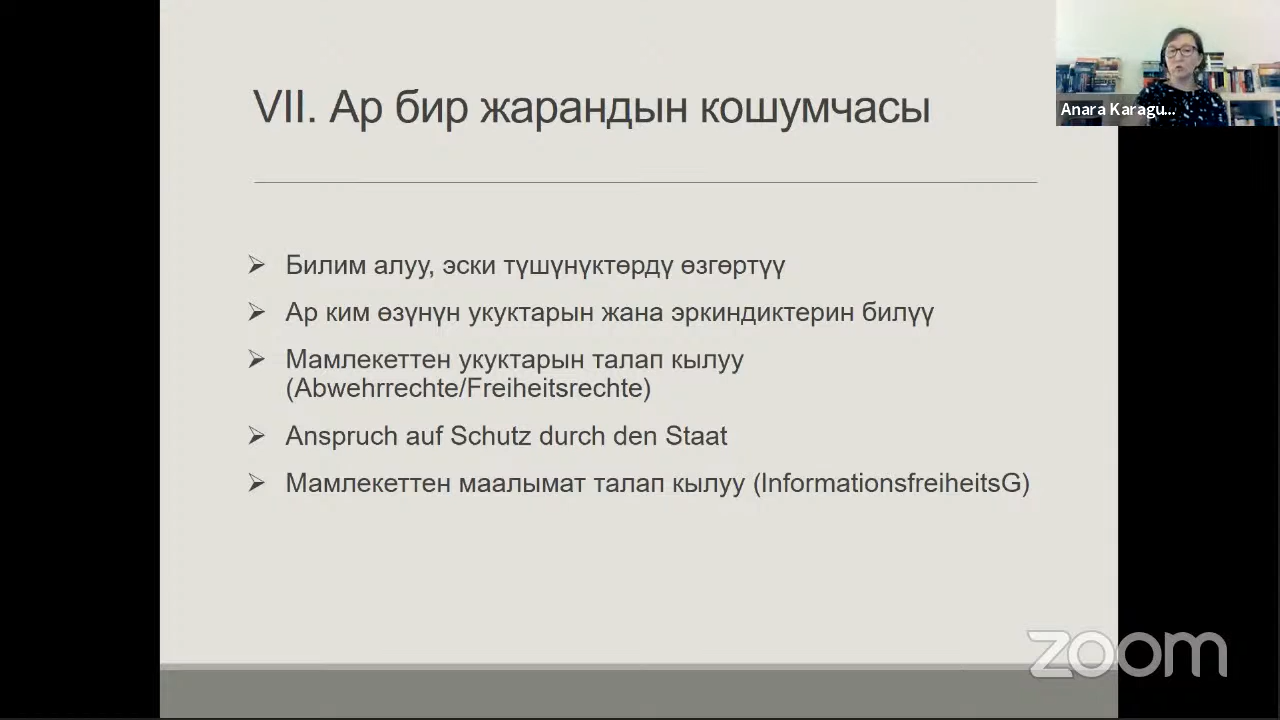 VII. Ар бир жарандын кошумчасы
Anara Karagu...
Билим алуу, эски түшүнүктөрдү өзгөртүү
Ар ким өзүнүн укуктарын жана эркиндиктерин билүү
Мамлекеттен укуктарын талап кылуу
(Abwehrrechte/Freiheitsrechte)
Anspruch auf Schutz durch den Staat
Мамлекеттен маалымат талап кылуу (InformationsfreiheitsG)
zoom